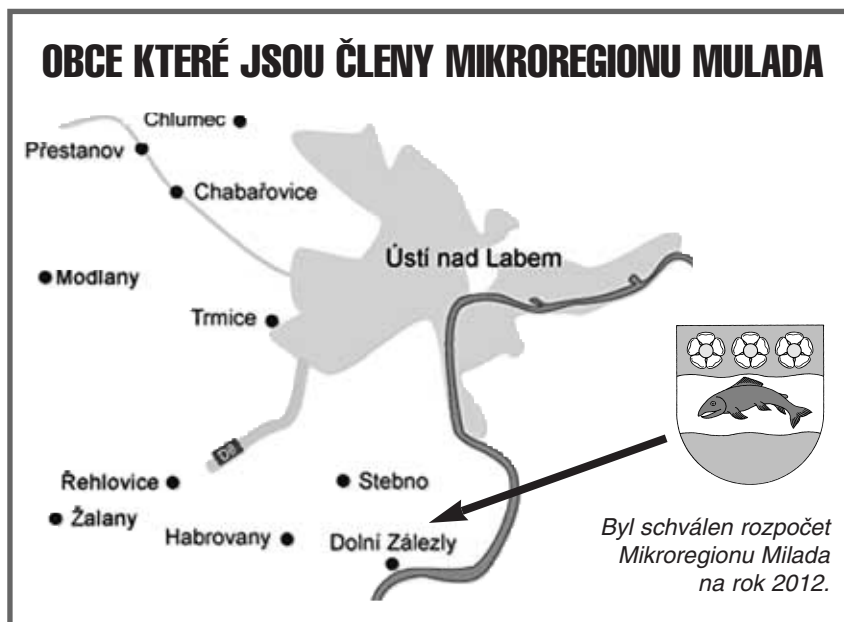 OBCE KTERÉ JSOU ČLENY MIKROREGIONU MULADA
Chlumec
Přestanov
Chabařovice
Ústí nad Labem
Modlany
Trmice
D8
Řehlovice
Stebno
Žalany
Habrovany
Dolní Zálezly
Byl schválen rozpočet
Mikroregionu Milada
na rok 2012.